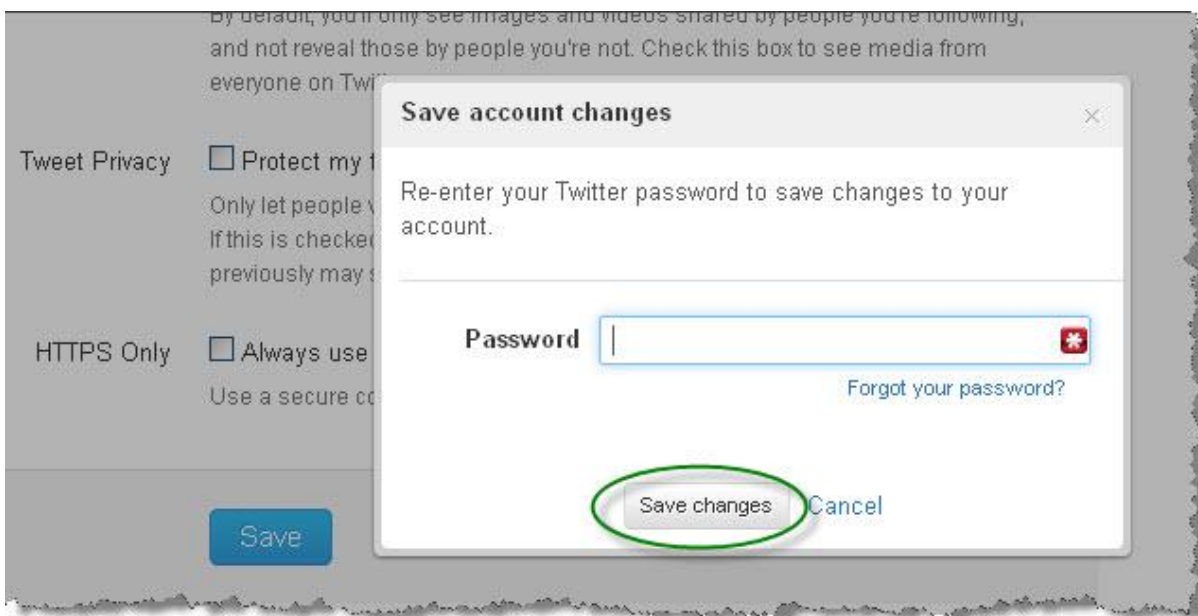 By default, you'll only see images and videos shared by people you're following,
and not reveal those by people you're not. Check this box to see media from
everyone on
Save account changes
Re-enter your Twitter password to save changes to your
account.
Tweet Privacy
Protect my
Only let people
If this is checked
previously may
Password
Forgot your password?
HTTPS Only
Always use
Use a secure
Save changes
Cancel
Save